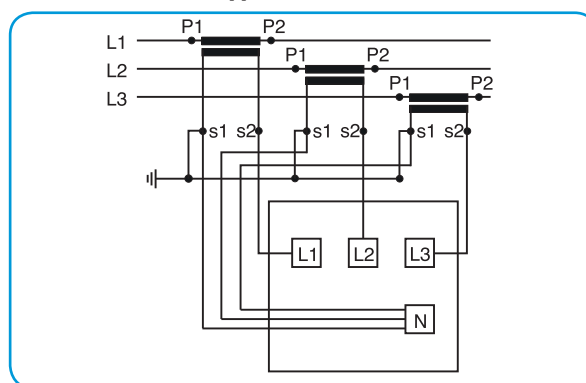 L1 P1 P2
L2 P1 P2
L3 P1 P2
s1 s2 s1 s2 s1 s2
L1 L2 L3
N